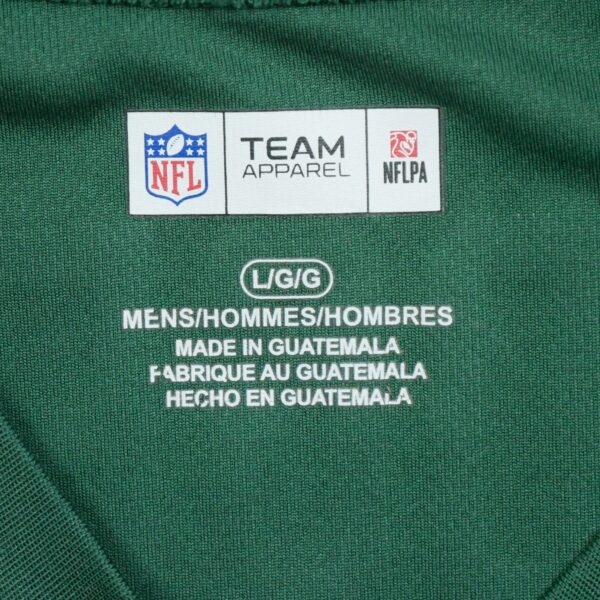 NFL
TEAM
APPAREL
NFLPA
L/G/G
MENS/HOMMES/HOMBRES
MADE IN GUATEMALA
FABRIQUE AU GUATEMALA
HECHO EN GUATEMALA